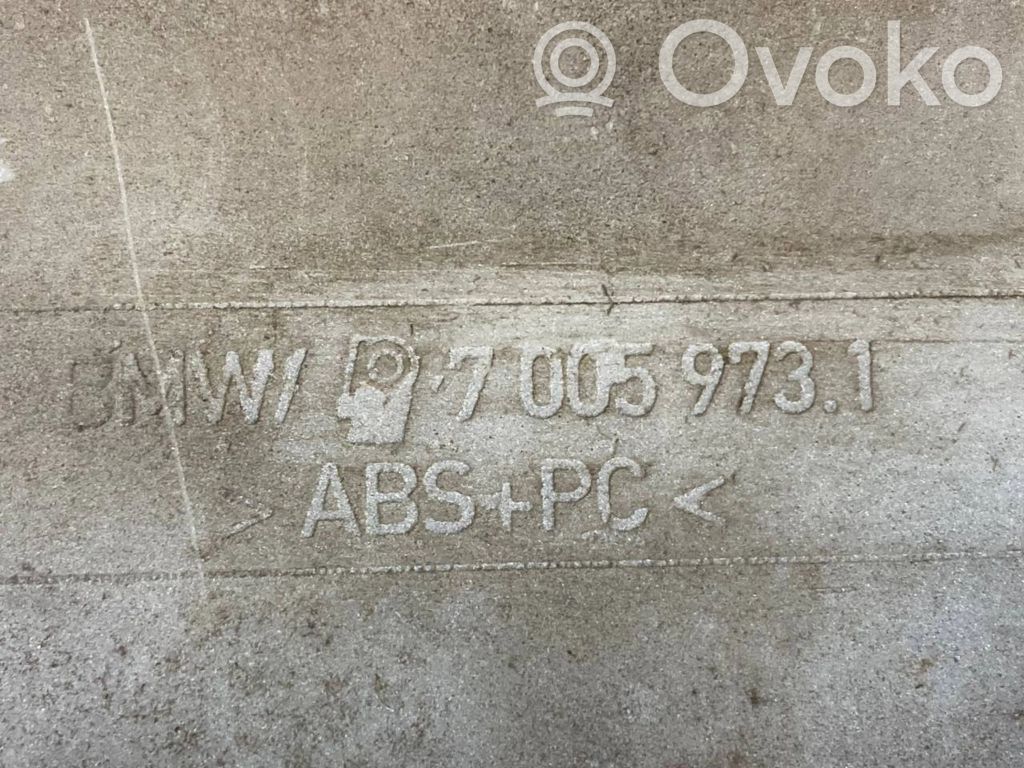 Ovoko
BMW/ 7 005 973.1
> ABS+PC <